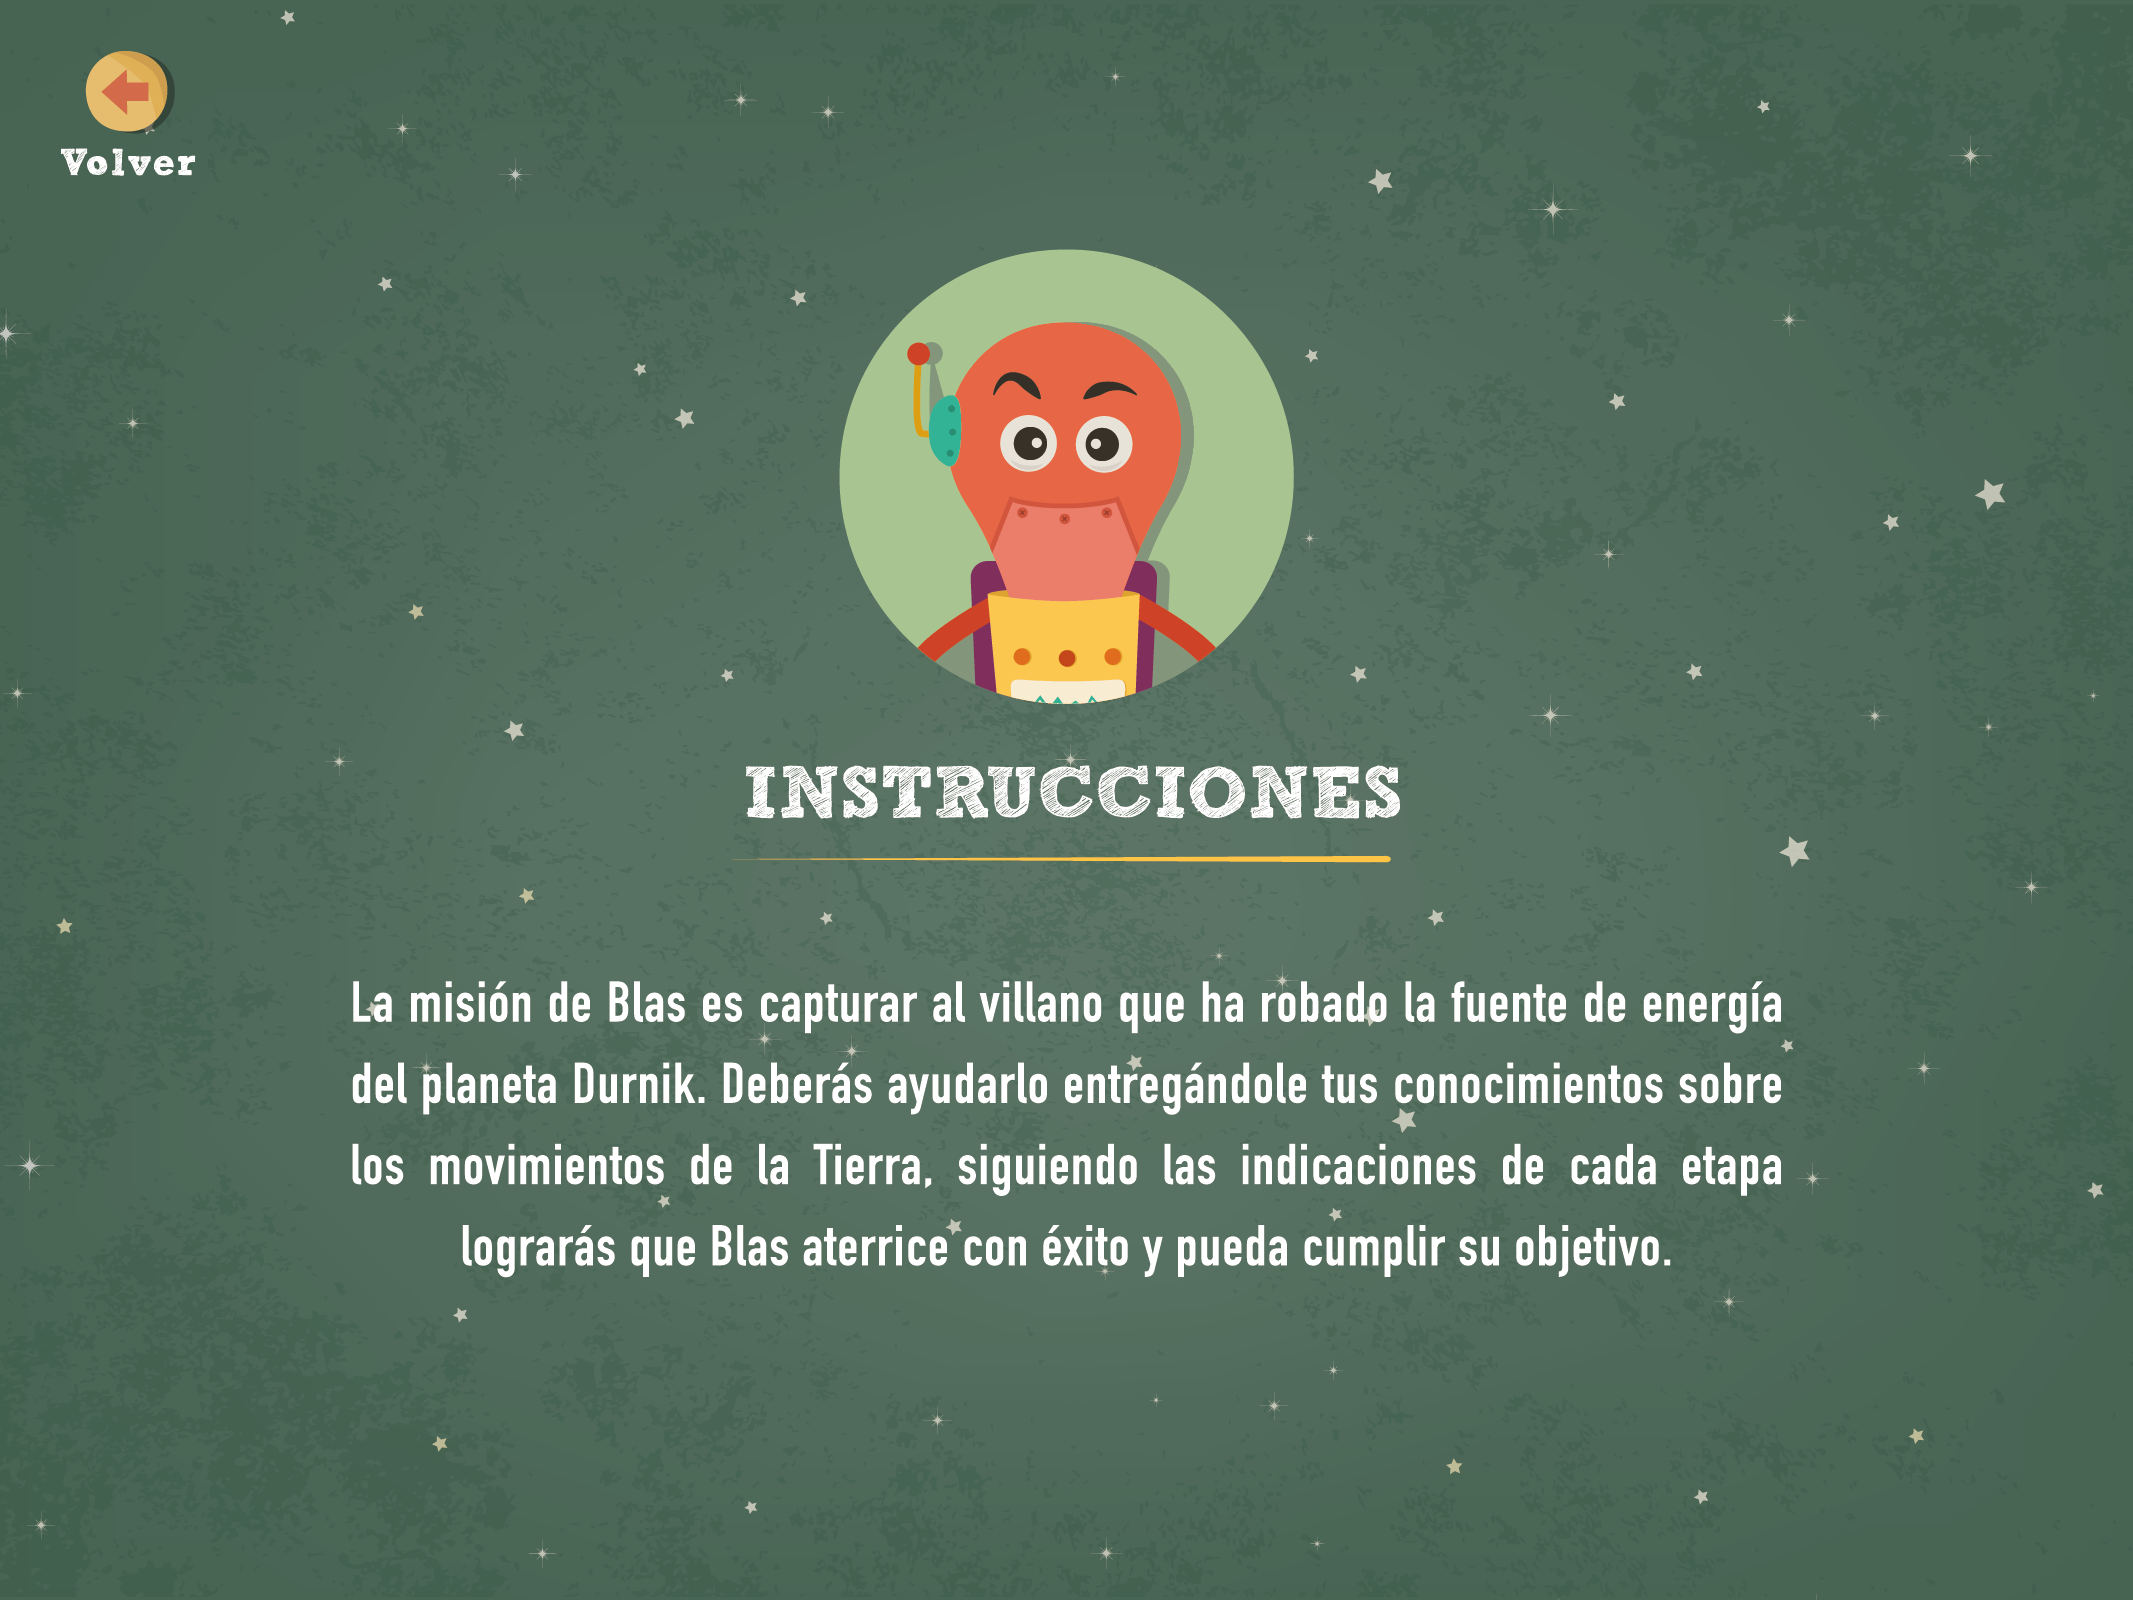 Volver
INSTRUCCIONES
La misión de Blas es capturar al villano que ha robado la fuente de energía
del planeta Durnik. Deberás ayudarlo entregándole tus conocimientos sobre
los movimientos de la Tierra, siguiendo las indicaciones de cada etapa
lograrás que Blas aterrice con éxito y pueda cumplir su objetivo.